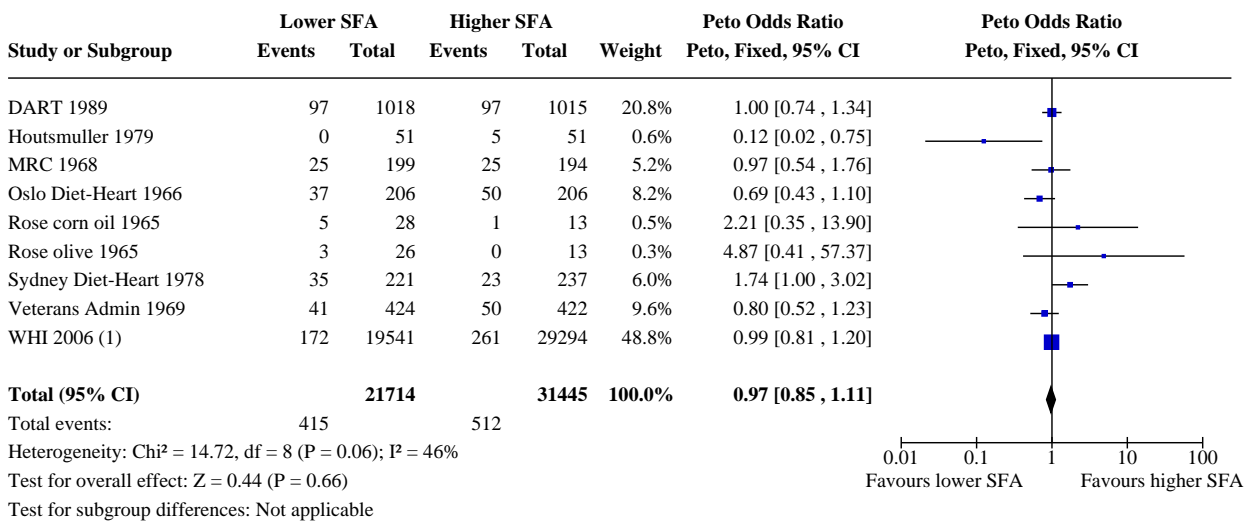 Lower SFA Higher SFA Peto Odds Ratio Peto Odds Ratio
Study or Subgroup Events Total Events Total Weight Peto, Fixed, 95% CI Peto, Fixed, 95% CI
DART 1989 97 1018 97 1015 20.8% 1.00 [0.74 , 1.34]
Houtsmuller 1979 0 51 5 51 0.6% 0.12 [0.02 , 0.75]
MRC 1968 25 199 25 194 5.2% 0.97 [0.54 , 1.76]
Oslo Diet-Heart 1966 37 206 50 206 8.2% 0.69 [0.43 , 1.10]
Rose corn oil 1965 5 28 1 13 0.5% 2.21 [0.35 , 13.90]
Rose olive 1965 3 26 0 13 0.3% 4.87 [0.41 , 57.37]
Sydney Diet-Heart 1978 35 221 23 237 6.0% 1.74 [1.00 , 3.02]
Veterans Admin 1969 41 424 50 422 9.6% 0.80 [0.52 , 1.23]
WHI 2006 (1) 172 19541 261 29294 48.8% 0.99 [0.81 , 1.20]
Total (95% CI) 21714 31445 100.0% 0.97 [0.85 , 1.11]
Total events: 415 512
Heterogeneity: Chi² = 14.72, df = 8 (P = 0.06); I² = 46%
0.01 0.1 1 10 100
Test for overall effect: Z = 0.44 (P = 0.66) Favours lower SFA Favours higher SFA
Test for subgroup differences: Not applicable